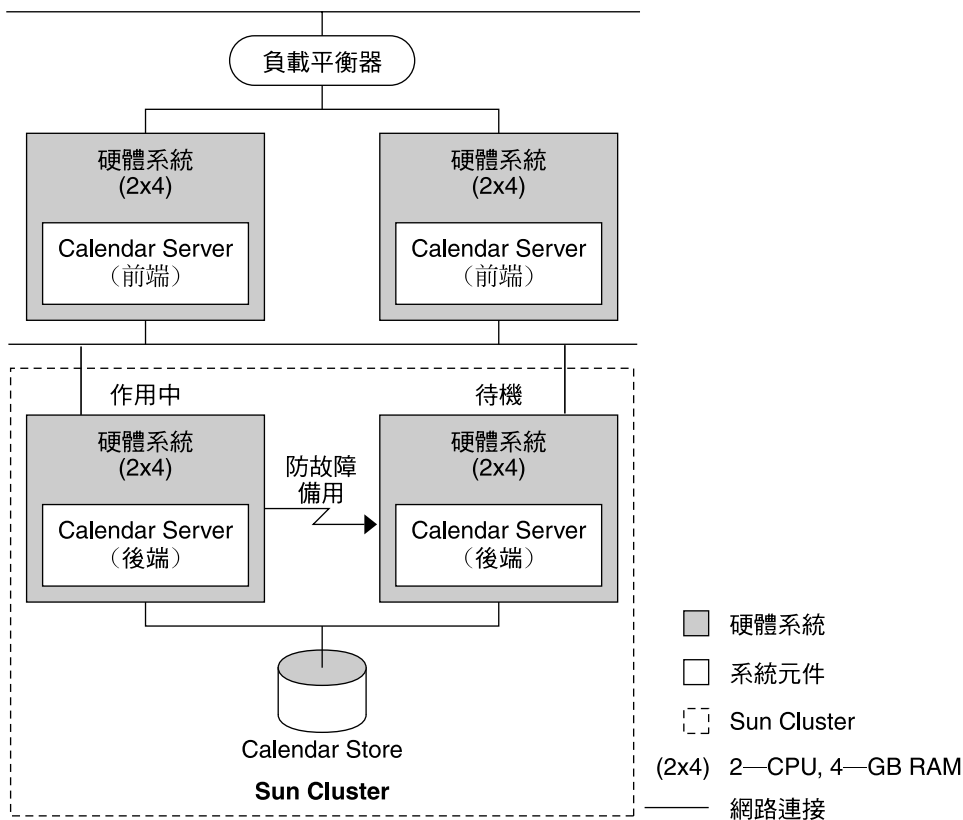 負載平衡器
硬體系統
(2x4)
Calendar Server
（前端）
硬體系統
(2x4)
Calendar Server
（前端）
作用中
待機
硬體系統
(2x4)
Calendar Server
（後端）
防故障
備用
硬體系統
(2x4)
Calendar Server
（後端）
Calendar Store
Sun Cluster
硬體系統
系統元件
Sun Cluster
(2x4) 2—CPU, 4—GB RAM
網路連接